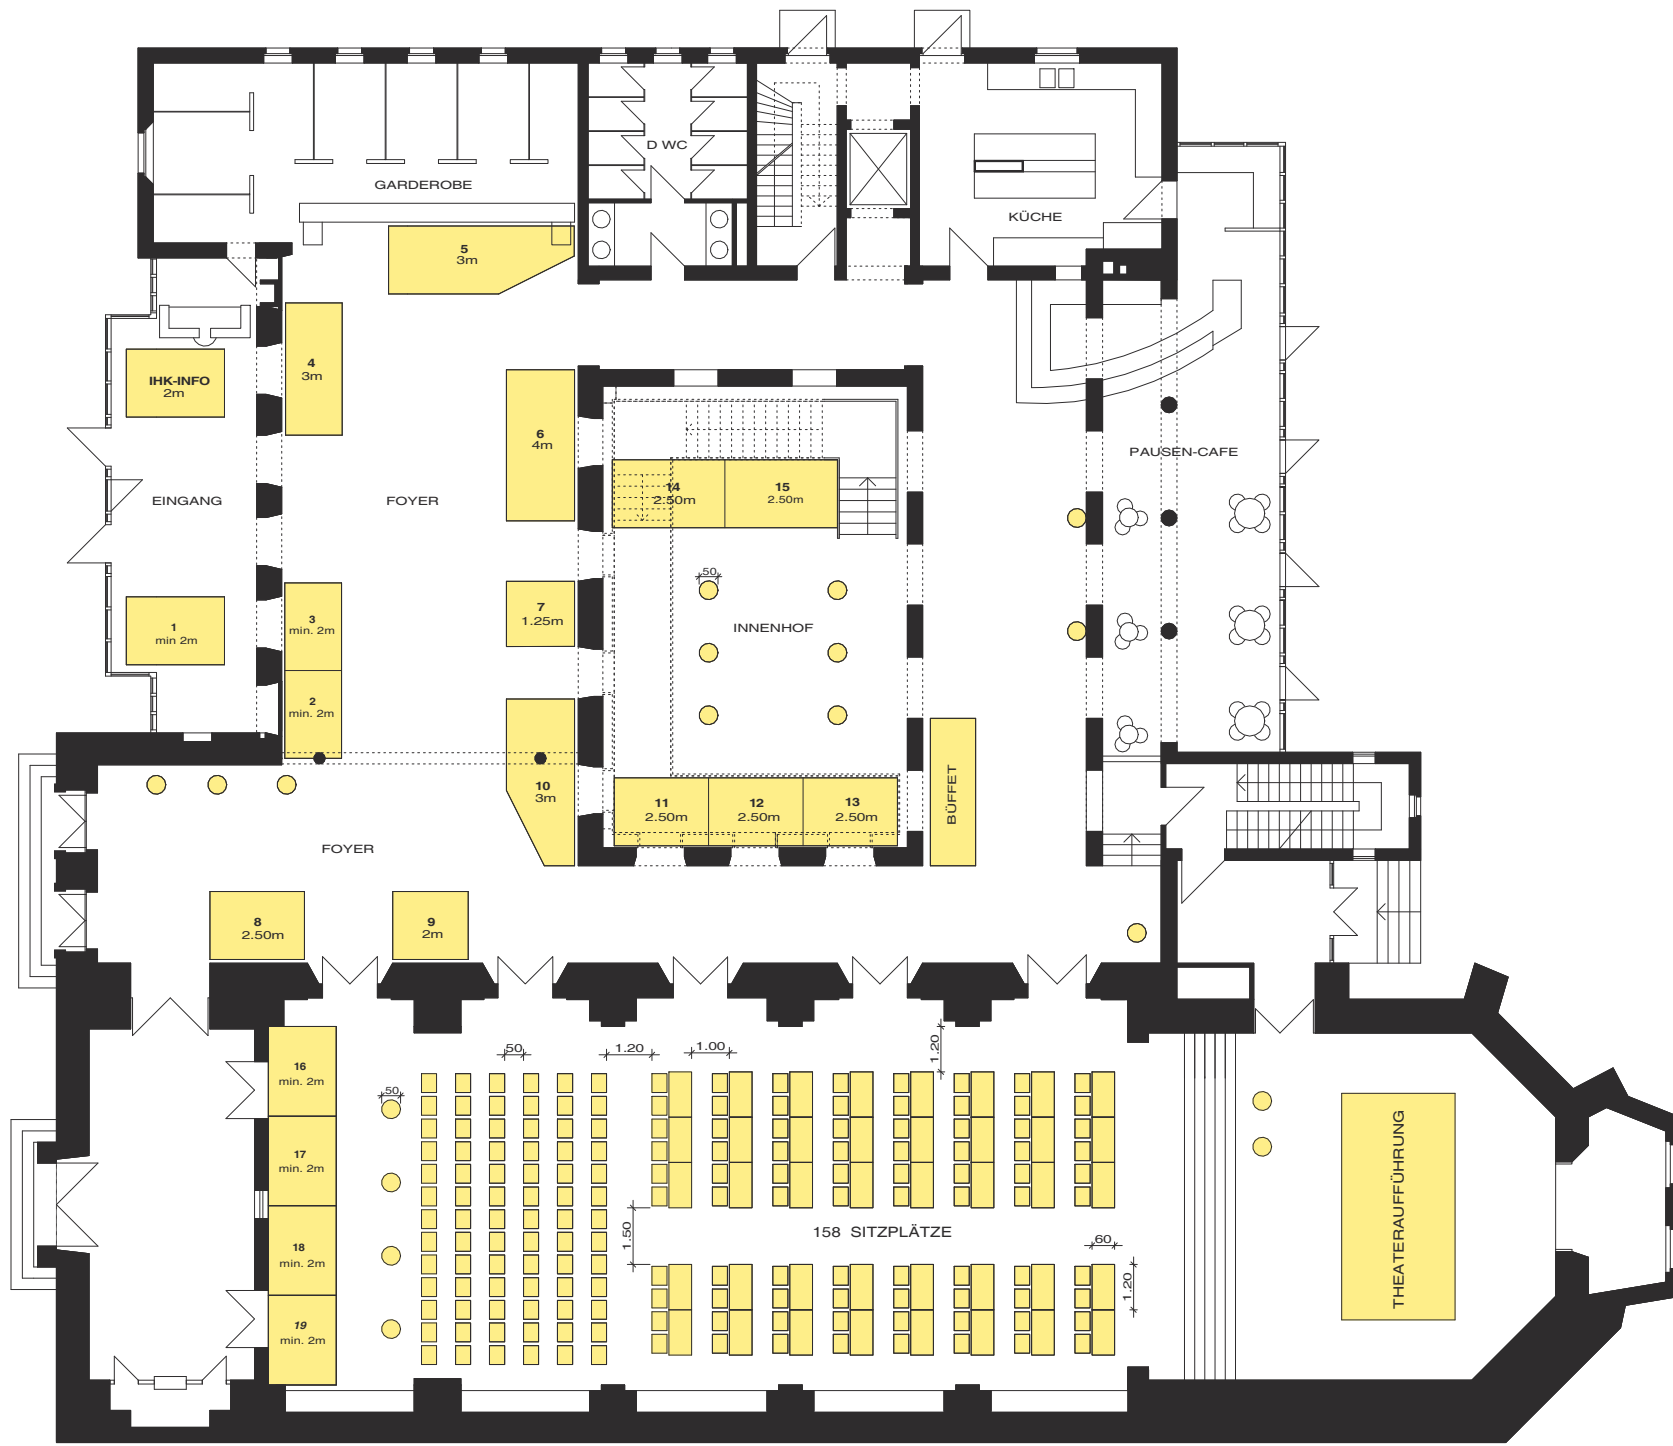 D WC
GARDEROBE
KÜCHE
5
3m
4
3m
IHK-INFO
2m
6
4m
PAUSEN-CAFE
14
2.50m
15
2.50m
EINGANG
FOYER
50
7
1.25m
INNENHOF
3
min. 2m
1
min 2m
2
min. 2m
10
3m
11
2.50m
12
2.50m
13
2.50m
BÜFFET
FOYER
8
2.50m
9
2m
50
1.20
1.00
1.20
16
min. 2m
50
17
min. 2m
18
min. 2m
19
min. 2m
1.50
158 SITZPLÄTZE
60
1.20
THEATERAUFFÜHRUNG